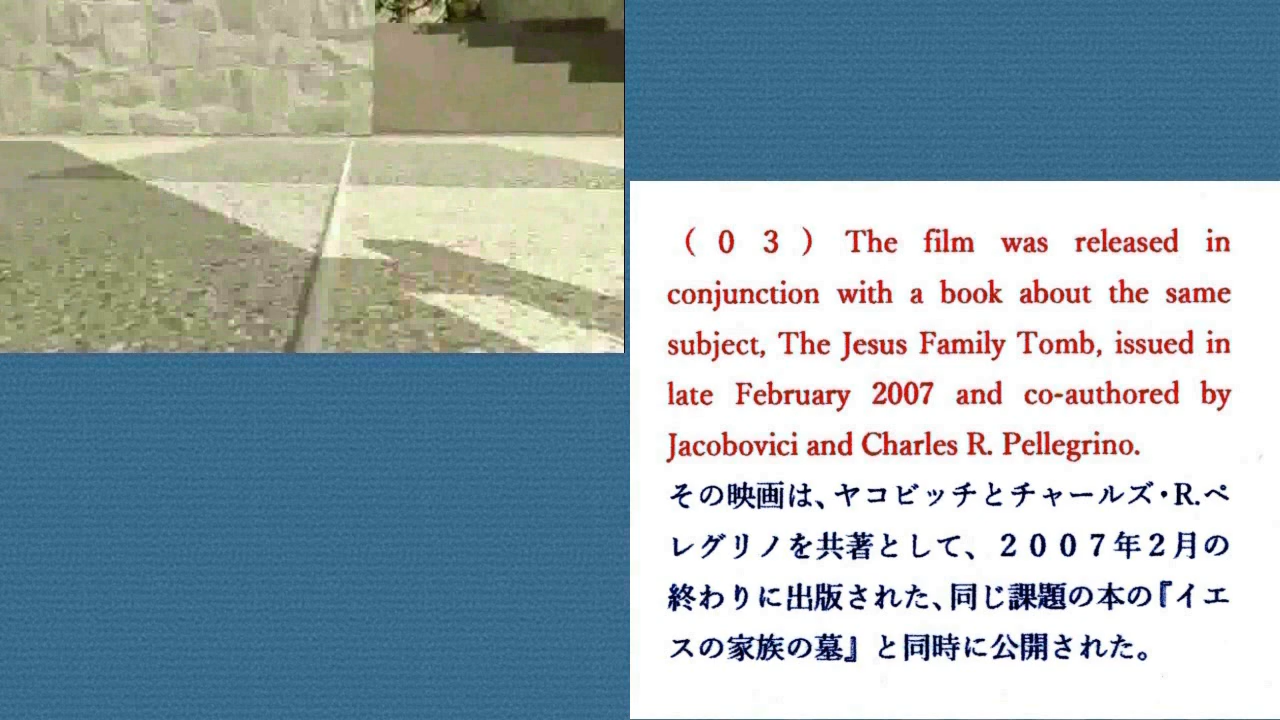 （０３） The film was released in
conjunction with a book about the same
subject, The Jesus Family Tomb, issued in
late February 2007 and co-authored by
Jacobovici and Charles R. Pellegrino.
その映画は、ヤコビッチとチャールズ・R.ペ
レグリノを共著として、２００７年２月の
終わりに出版された、同じ課題の本の『イエ
スの家族の墓』と同時に公開された。